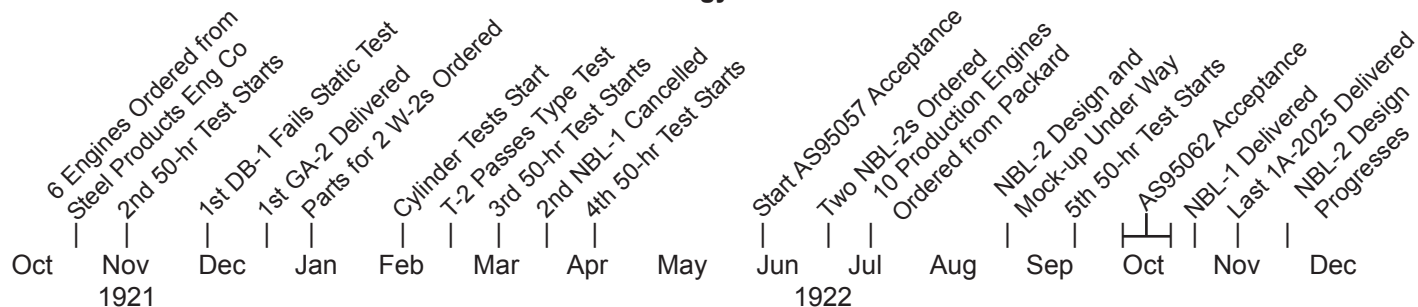 gy
6 Engines Ordered from
Steel Products Eng Co
2nd 50-hr Test Starts
1st DB-1 Fails Static Test
1st GA-2 Delivered
Parts for 2 W-2s Ordered
Cylinder Tests Start
T-2 Passes Type Test
3rd 50-hr Test Starts
2nd NBL-1 Cancelled
4th 50-hr Test Starts
Start AS95057 Acceptance
Two NBL-2s Ordered
10 Production Engines
Ordered from Packard
NBL-2 Design and
Mock-up Under Way
5th 50-hr Test Starts
AS95062 Acceptance
NBL-1 Delivered
Last 1A-2025 Delivered
NBL-2 Design
Progresses
Oct Nov Dec Jan Feb Mar Apr May Jun Jul Aug Sep Oct Nov Dec
1921 1922